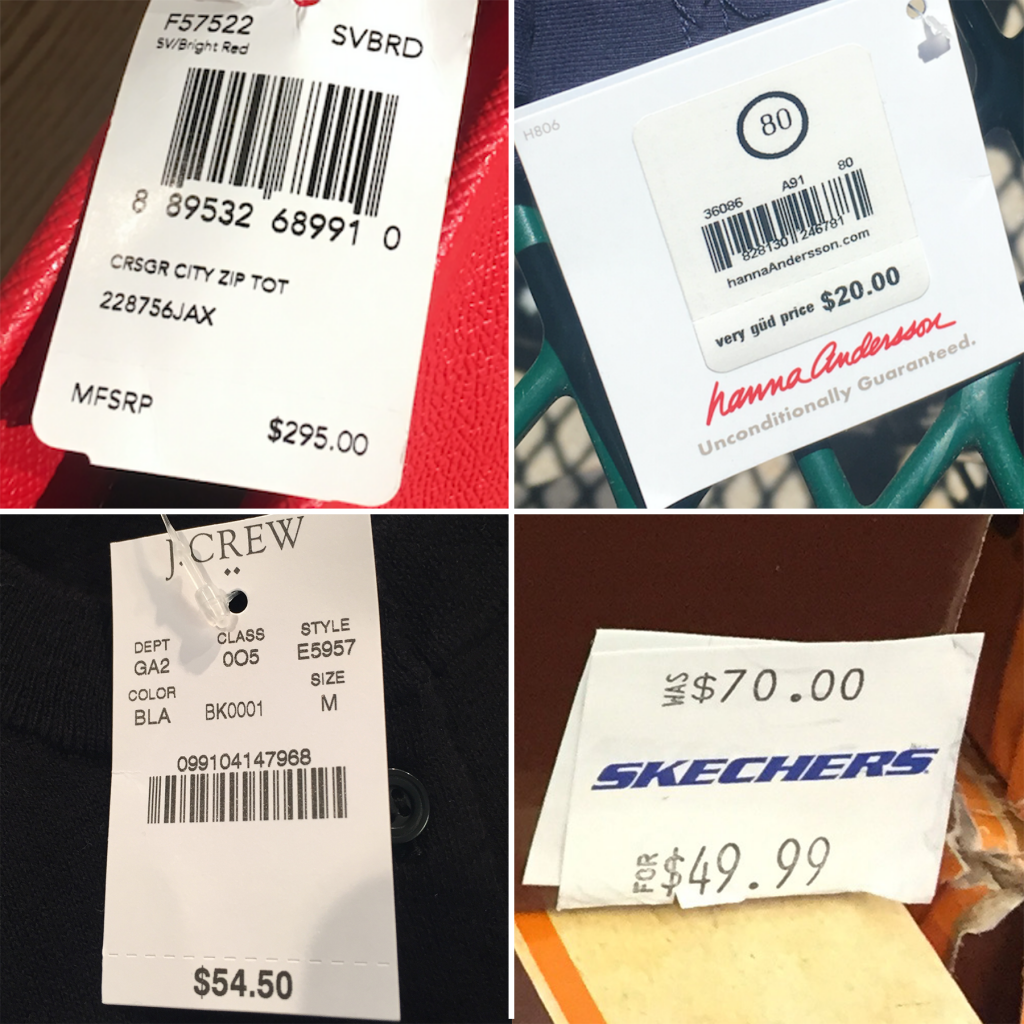 F57522
SV/Bright Red
SVBRD
8 89532 68991 0
CRSGR CITY ZIP TOT
228756JAX
MFSRP
$295.00
H806
80
36086 A91 80
828130 246781
hannaAndersson.com
very güd price $20.00
hanna Andersson
Unconditionally Guaranteed.
J.CREW
DEPT CLASS STYLE
GA2 005 E5957
COLOR SIZE
BLA BK0001 M
099104147968
$54.50
WAS $70.00
SKECHERS
FOR $49.99